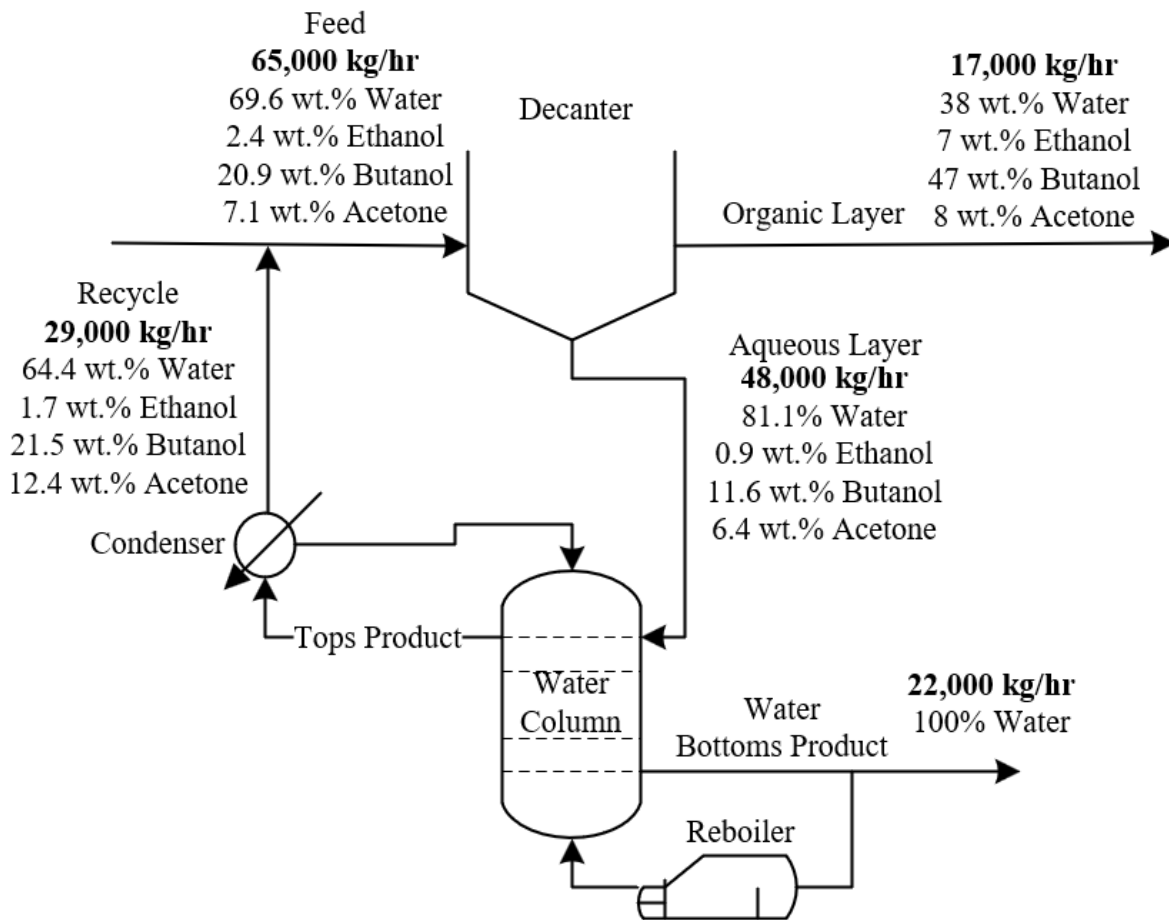 Feed
65,000 kg/hr
69.6 wt.% Water
2.4 wt.% Ethanol
20.9 wt.% Butanol
7.1 wt.% Acetone
Decanter
17,000 kg/hr
38 wt.% Water
7 wt.% Ethanol
47 wt.% Butanol
8 wt.% Acetone
Organic Layer
Recycle
29,000 kg/hr
64.4 wt.% Water
1.7 wt.% Ethanol
21.5 wt.% Butanol
12.4 wt.% Acetone
Aqueous Layer
48,000 kg/hr
81.1% Water
0.9 wt.% Ethanol
11.6 wt.% Butanol
6.4 wt.% Acetone
Condenser
Tops Product
Water
Column
Water
Bottoms Product
22,000 kg/hr
100% Water
Reboiler